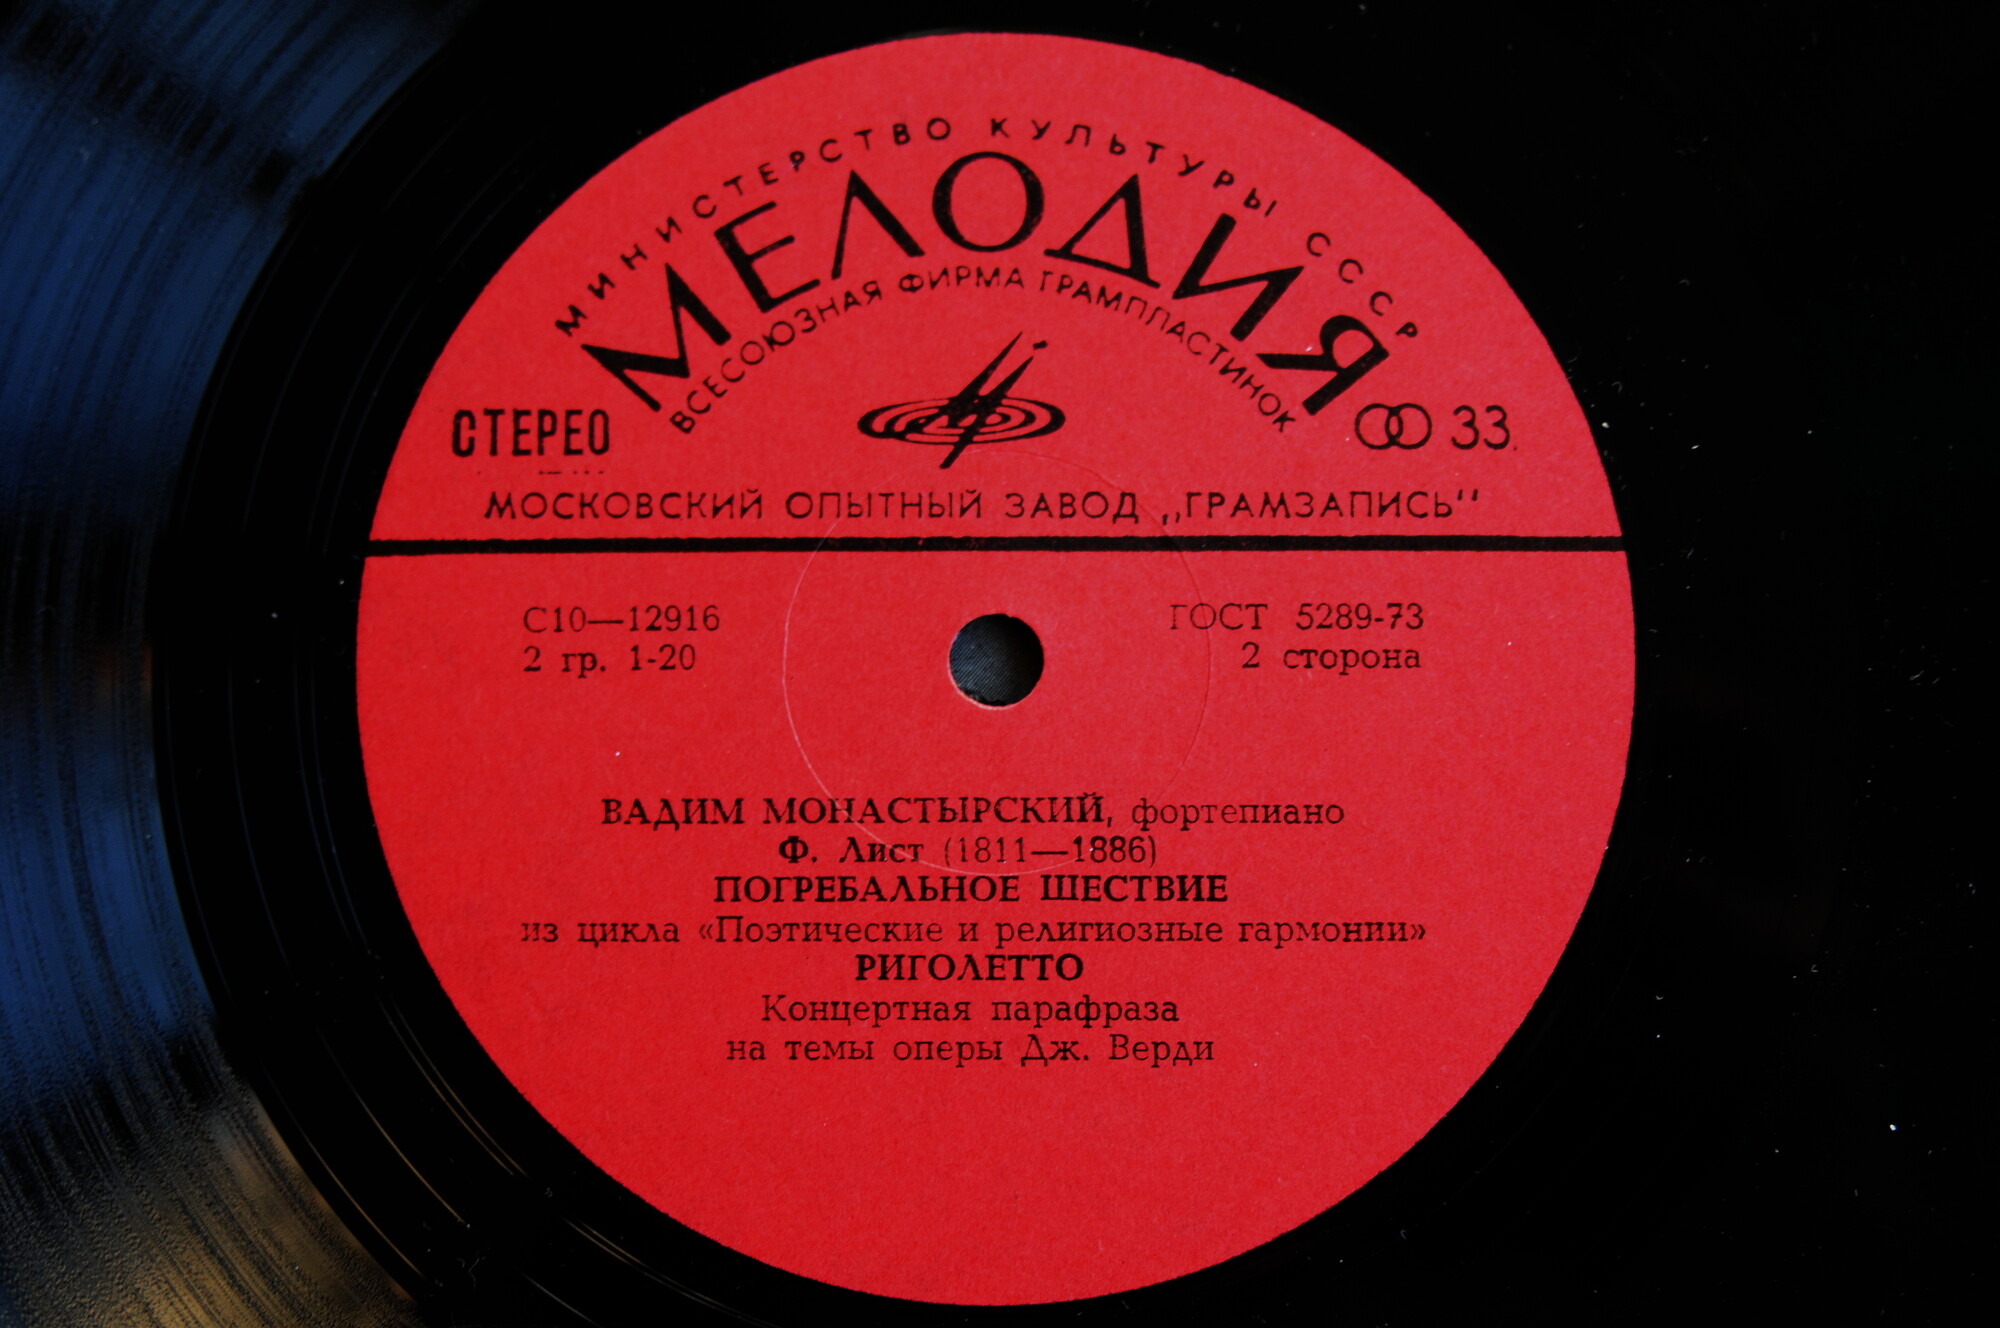 МИНИСТЕРСТВО КУЛЬТУРЫ СССР
МЕЛОДИЯ
ВСЕСОЮЗНАЯ ФИРМА ГРАМПЛАСТИНОК
СТЕРЕО
33
МОСКОВСКИЙ ОПЫТНЫЙ ЗАВОД „ГРАМЗАПИСЬ"
С10—12916
ГОСТ 5289-73
2 гр. 1-20
2 сторона
ВАДИМ МОНАСТЫРСКИЙ, фортепиано
Ф. Лист (1811—1886)
ПОГРЕБАЛЬНОЕ ШЕСТВИЕ
из цикла «Поэтические и религиозные гармонии»
РИГОЛЕТТО
Концертная парафраза
на темы оперы Дж. Верди